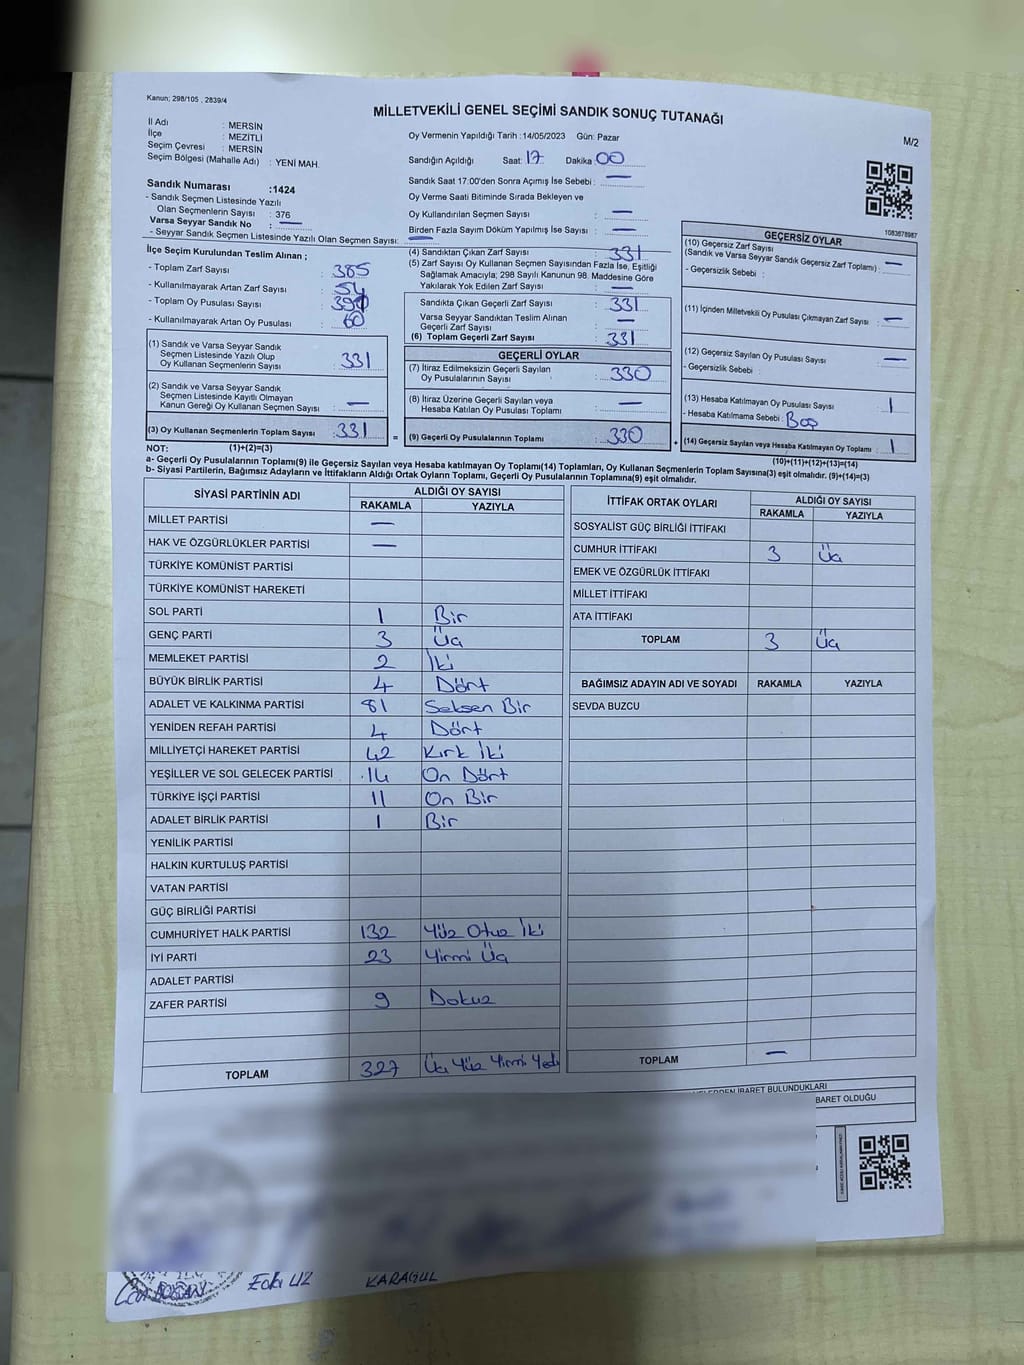 Kanun; 298/105 , 2839/4
MİLLETVEKİLİ GENEL SEÇİMİ SANDIK SONUÇ TUTANAĞI
M/2
İl Adı : MERSİN
İlçe : MEZİTLİ
Seçim Çevresi : MERSİN
Seçim Bölgesi (Mahalle Adı) : YENİ MAH.
Oy Vermenin Yapıldığı Tarih :14/05/2023 Gün: Pazar
Sandığın Açıldığı Saat: 17 Dakika: 00
Sandık Saat 17.00'den Sonra Açımış İse Sebebi : —
Oy Verme Saati Bitiminde Sırada Bekleyen ve
Oy Kullandırılan Seçmen Sayısı : —
Birden Fazla Sayım Döküm Yapılmış İse Sayısı : —
Sandık Numarası :1424
- Sandık Seçmen Listesinde Yazılı
Olan Seçmenlerin Sayısı : 376
Varsa Seyyar Sandık No : —
- Seyyar Sandık Seçmen Listesinde Yazılı Olan Seçmen Sayısı: —
1083678987
İlçe Seçim Kurulundan Teslim Alınan ;
- Toplam Zarf Sayısı : 385
- Kullanılmayarak Artan Zarf Sayısı : 54
- Toplam Oy Pusulası Sayısı :
- Kullanılmayarak Artan Oy Pusulası : 60
(1) Sandık ve Varsa Seyyar Sandık
Seçmen Listesinde Yazılı Olup
Oy Kullanan Seçmenlerin Sayısı : 331
(2) Sandık ve Varsa Seyyar Sandık
Seçmen Listesinde Kayıtlı Olmayan
Kanun Gereği Oy Kullanan Seçmen Sayısı : —
(3) Oy Kullanan Seçmenlerin Toplam Sayısı : 331
(1)+(2)=(3)
(4) Sandıktan Çıkan Zarf Sayısı : 331
(5) Zarf Sayısı Oy Kullanan Seçmen Sayısından Fazla İse, Eşitliği
Sağlamak Amacıyla; 298 Sayılı Kanunun 98. Maddesine Göre
Yakılarak Yok Edilen Zarf Sayısı : —
Sandıkta Çıkan Geçerli Zarf Sayısı : 331
Varsa Seyyar Sandıktan Teslim Alınan
Geçerli Zarf Sayısı : —
(6) Toplam Geçerli Zarf Sayısı : 331
GEÇERLİ OYLAR
(7) İtiraz Edilmeksizin Geçerli Sayılan
Oy Pusulalarının Sayısı : 330
(8) İtiraz Üzerine Geçerli Sayılan veya
Hesaba Katılan Oy Pusulası Toplamı : —
= (9) Geçerli Oy Pusulalarının Toplamı : 330
GEÇERSİZ OYLAR
(10) Geçersiz Zarf Sayısı
(Sandık ve Varsa Seyyar Sandık Geçersiz Zarf Toplamı) : —
- Geçersizlik Sebebi :
(11) İçinden Milletvekili Oy Pusulası Çıkmayan Zarf Sayısı : —
(12) Geçersiz Sayılan Oy Pusulası Sayısı : —
- Geçersizlik Sebebi :
(13) Hesaba Katılmayan Oy Pusulası Sayısı : 1
- Hesaba Katılmama Sebebi : Boş
+ (14) Geçersiz Sayılan veya Hesaba Katılmayan Oy Toplamı : 1
(10)+(11)+(12)+(13)=(14)
NOT:
a- Geçerli Oy Pusulalarının Toplamı(9) ile Geçersiz Sayılan veya Hesaba katılmayan Oy Toplamı(14) Toplamları, Oy Kullanan Seçmenlerin Toplam Sayısına(3) eşit olmalıdır. (9)+(14)=(3)
b- Siyasi Partilerin, Bağımsız Adayların ve İttifakların Aldığı Ortak Oyların Toplamı, Geçerli Oy Pusulalarının Toplamına(9) eşit olmalıdır.
SİYASİ PARTİNİN ADI ALDIĞI OY SAYISI
RAKAMLA YAZIYLA
MİLLET PARTİSİ —
HAK VE ÖZGÜRLÜKLER PARTİSİ —
TÜRKİYE KOMÜNİST PARTİSİ
TÜRKİYE KOMÜNİST HAREKETİ
SOL PARTİ 1 Bir
GENÇ PARTİ 3 Üç
MEMLEKET PARTİSİ 2 İki
BÜYÜK BİRLİK PARTİSİ 4 Dört
ADALET VE KALKINMA PARTİSİ 81 Seksen Bir
YENİDEN REFAH PARTİSİ 4 Dört
MİLLİYETÇİ HAREKET PARTİSİ 42 Kırk İki
YEŞİLLER VE SOL GELECEK PARTİSİ 14 On Dört
TÜRKİYE İŞÇİ PARTİSİ 11 On Bir
ADALET BİRLİK PARTİSİ 1 Bir
YENİLİK PARTİSİ
HALKIN KURTULUŞ PARTİSİ
VATAN PARTİSİ
GÜÇ BİRLİĞİ PARTİSİ
CUMHURİYET HALK PARTİSİ 132 Yüz Otuz İki
İYİ PARTİ 23 Yirmi Üç
ADALET PARTİSİ
ZAFER PARTİSİ 9 Dokuz
TOPLAM 327 Üç Yüz Yirmi Yedi
İTTİFAK ORTAK OYLARI ALDIĞI OY SAYISI
RAKAMLA YAZIYLA
SOSYALİST GÜÇ BİRLİĞİ İTTİFAKI
CUMHUR İTTİFAKI 3 Üç
EMEK VE ÖZGÜRLÜK İTTİFAKI
MİLLET İTTİFAKI
ATA İTTİFAKI
TOPLAM 3 Üç
BAĞIMSIZ ADAYIN ADI VE SOYADI RAKAMLA YAZIYLA
SEVDA BUZCU
TOPLAM —
İBARET BULUNDUKLARI
BARET OLDUĞU
KARAGÜL